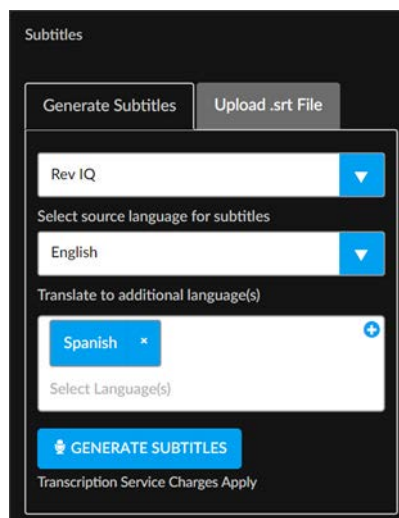 Subtitles
Generate Subtitles
Upload .srt File
Rev IQ
Select source language for subtitles
English
Translate to additional language(s)
Spanish ×
Select Language(s)
GENERATE SUBTITLES
Transcription Service Charges Apply